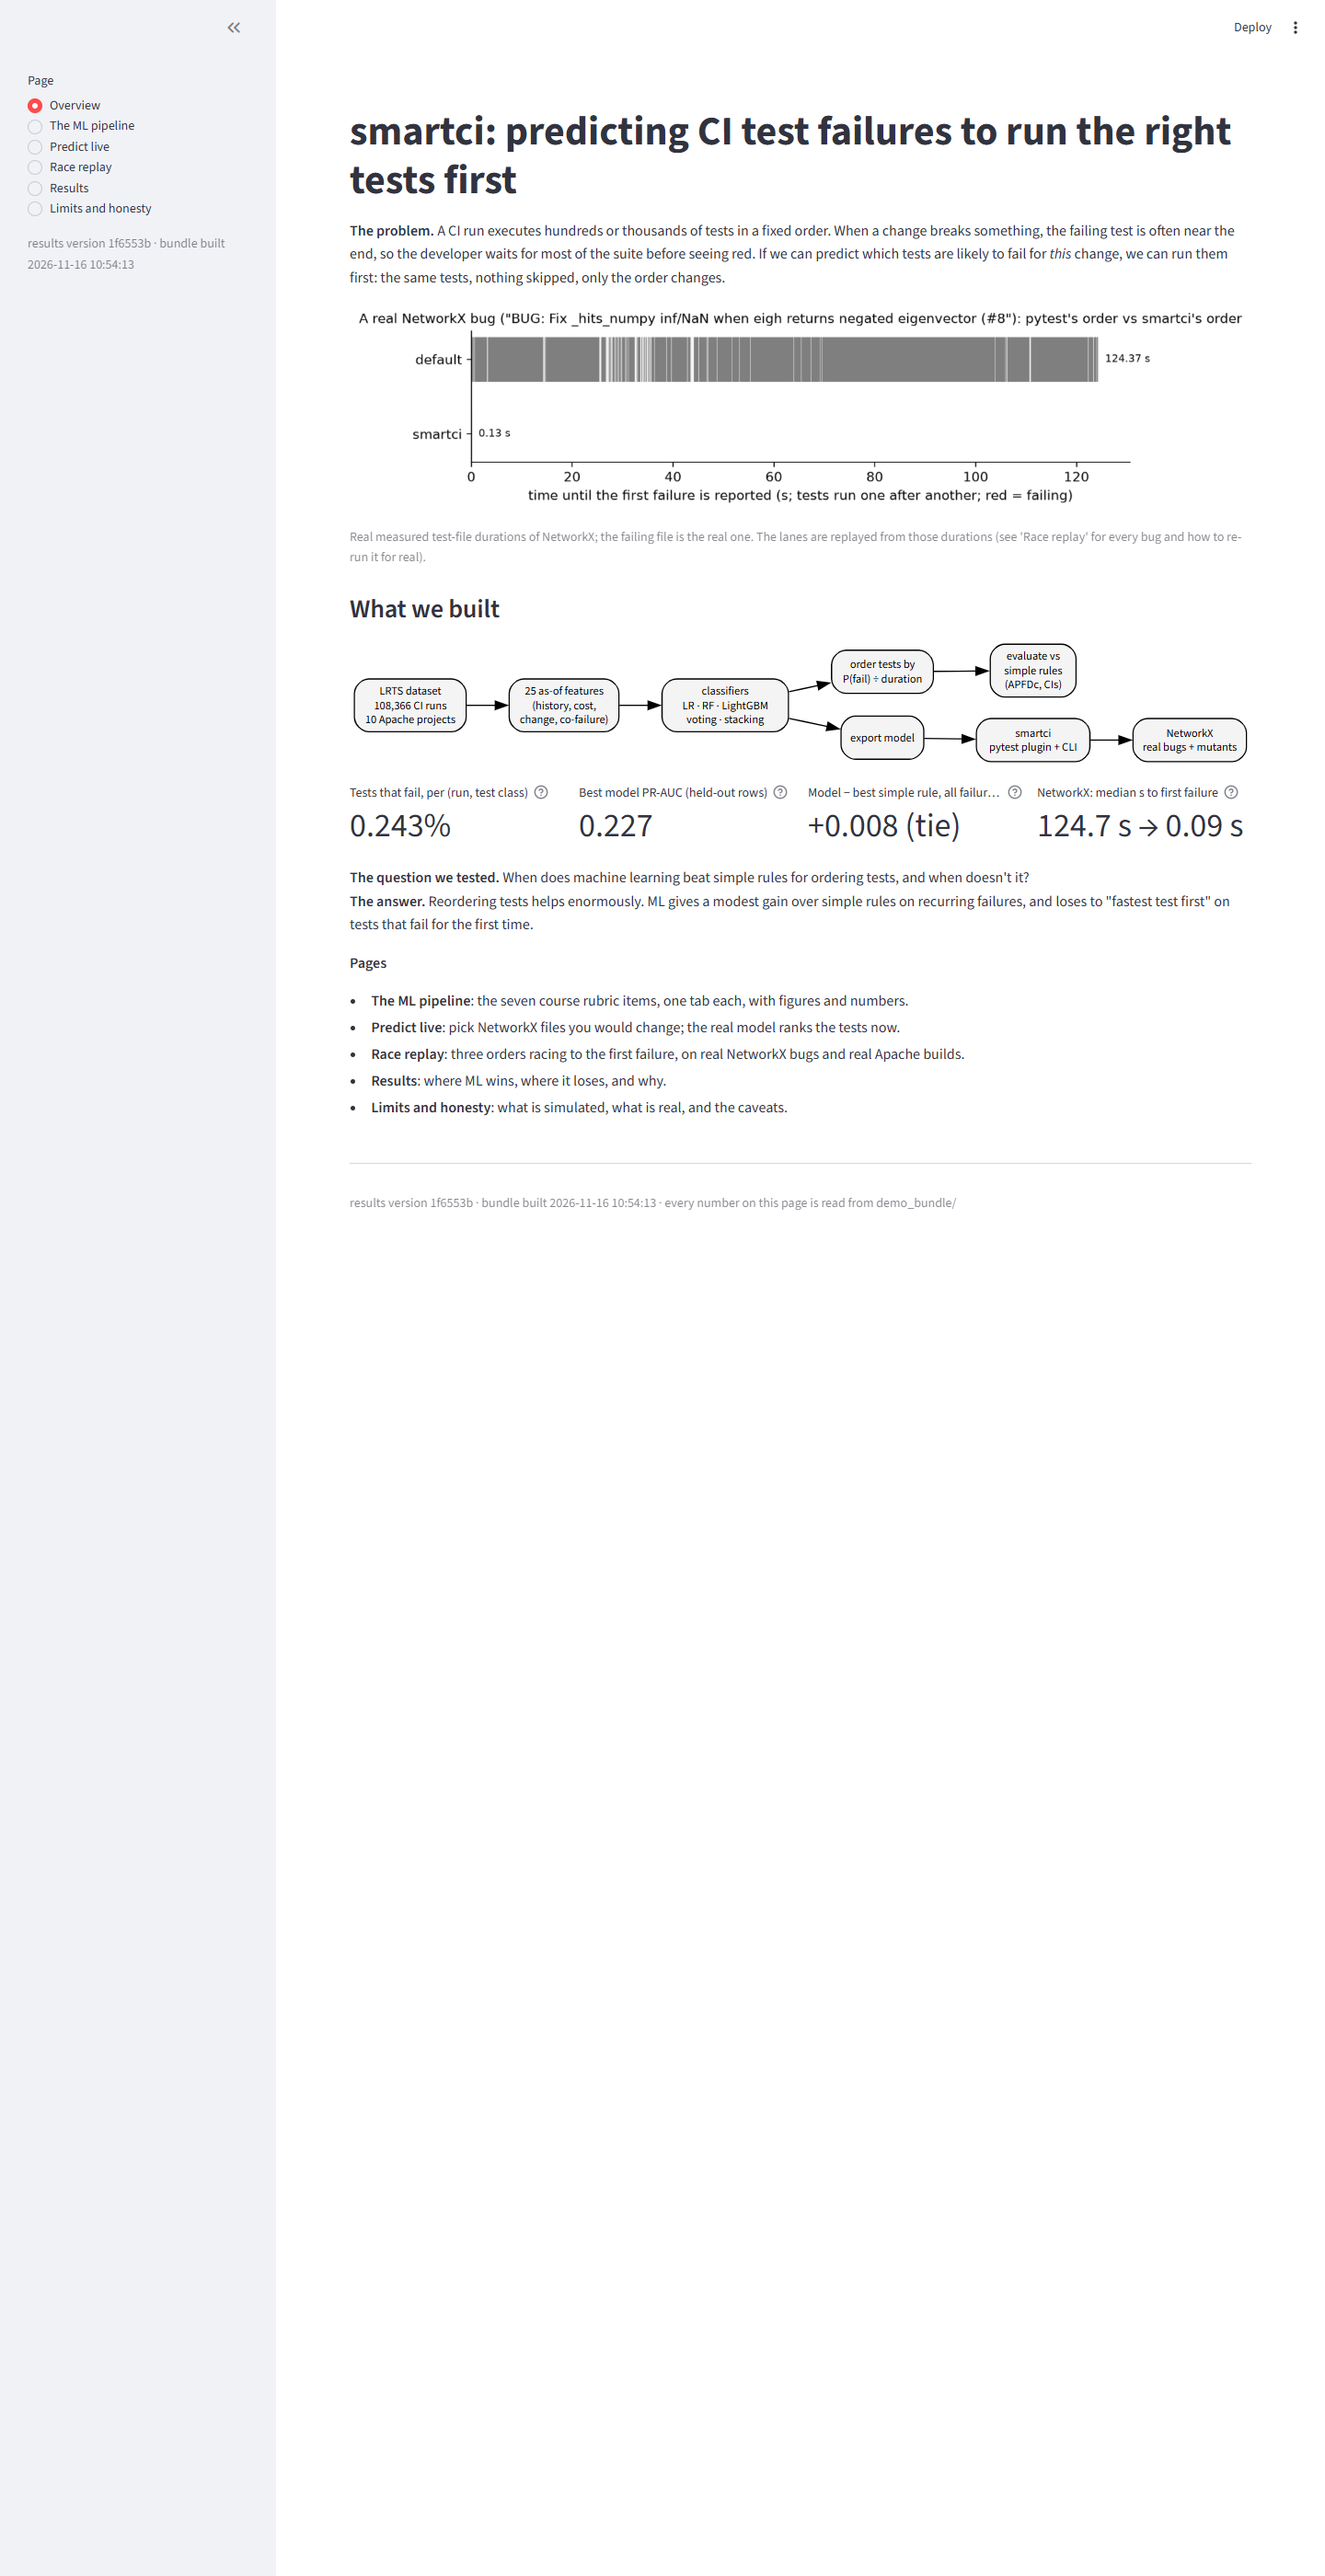 Deploy
Page
Overview
The ML pipeline
Predict live
Race replay
Results
Limits and honesty
results version 1f6553b · bundle built
2026-11-16 10:54:13
smartci: predicting CI test failures to run the right
tests first
The problem. A CI run executes hundreds or thousands of tests in a fixed order. When a change breaks something, the failing test is often near the
end, so the developer waits for most of the suite before seeing red. If we can predict which tests are likely to fail for this change, we can run them
first: the same tests, nothing skipped, only the order changes.
A real NetworkX bug ("BUG: Fix _hits_numpy inf/NaN when eigh returns negated eigenvector (#8"): pytest's order vs smartci's order
default
124.37 s
smartci
0.13 s
0 20 40 60 80 100 120
time until the first failure is reported (s; tests run one after another; red = failing)
Real measured test-file durations of NetworkX; the failing file is the real one. The lanes are replayed from those durations (see 'Race replay' for every bug and how to re-
run it for real).
What we built
LRTS dataset
108,366 CI runs
10 Apache projects
25 as-of features
(history, cost,
change, co-failure)
classifiers
LR · RF · LightGBM
voting · stacking
order tests by
P(fail) ÷ duration
evaluate vs
simple rules
(APFDc, CIs)
export model
smartci
pytest plugin + CLI
NetworkX
real bugs + mutants
Tests that fail, per (run, test class)
0.243%
Best model PR-AUC (held-out rows)
0.227
Model − best simple rule, all failur…
+0.008 (tie)
NetworkX: median s to first failure
124.7 s → 0.09 s
The question we tested. When does machine learning beat simple rules for ordering tests, and when doesn't it?
The answer. Reordering tests helps enormously. ML gives a modest gain over simple rules on recurring failures, and loses to "fastest test first" on
tests that fail for the first time.
Pages
• The ML pipeline: the seven course rubric items, one tab each, with figures and numbers.
• Predict live: pick NetworkX files you would change; the real model ranks the tests now.
• Race replay: three orders racing to the first failure, on real NetworkX bugs and real Apache builds.
• Results: where ML wins, where it loses, and why.
• Limits and honesty: what is simulated, what is real, and the caveats.
results version 1f6553b · bundle built 2026-11-16 10:54:13 · every number on this page is read from demo_bundle/